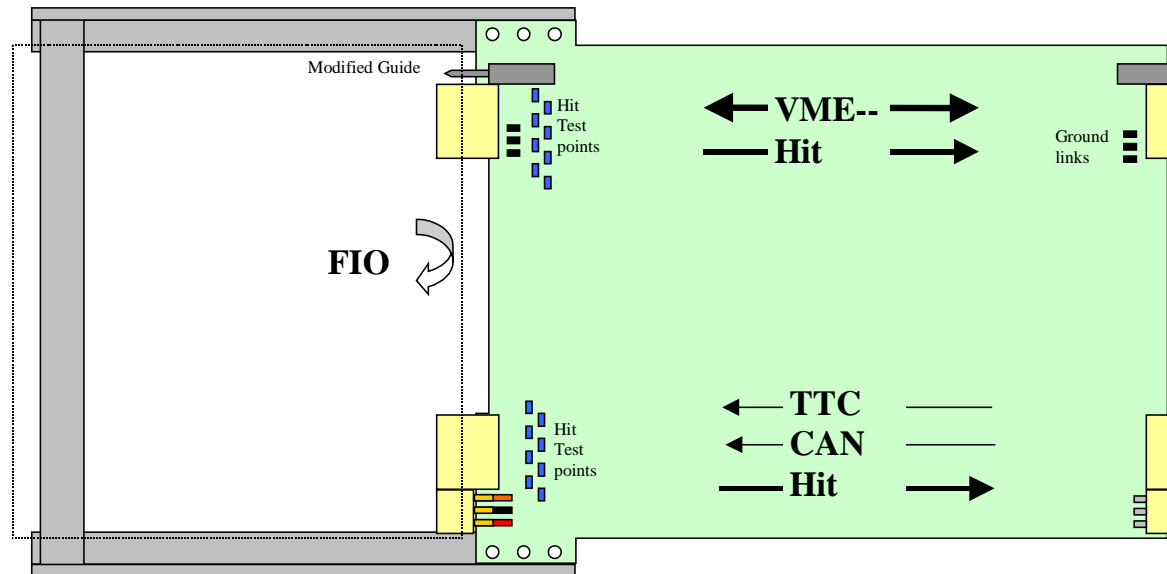 Modified Guide
Hit
Test
points
VME--
Hit
Ground
links
FIO
Hit
Test
points
TTC
CAN
Hit